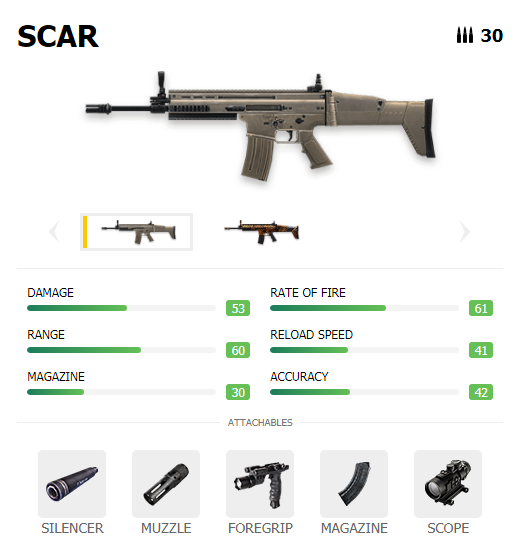 SCAR
30
DAMAGE
53
RATE OF FIRE
61
RANGE
60
RELOAD SPEED
41
MAGAZINE
30
ACCURACY
42
ATTACHABLES
SILENCER
MUZZLE
FOREGRIP
MAGAZINE
SCOPE